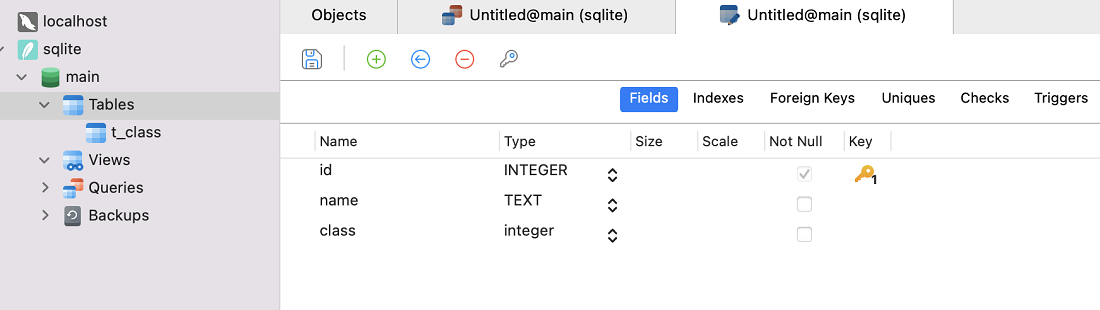 localhost
sqlite
main
Tables
t_class
Views
Queries
Backups
Objects Untitled@main (sqlite) Untitled@main (sqlite)
Fields Indexes Foreign Keys Uniques Checks Triggers
Name Type Size Scale Not Null Key
id INTEGER 1
name TEXT
class integer